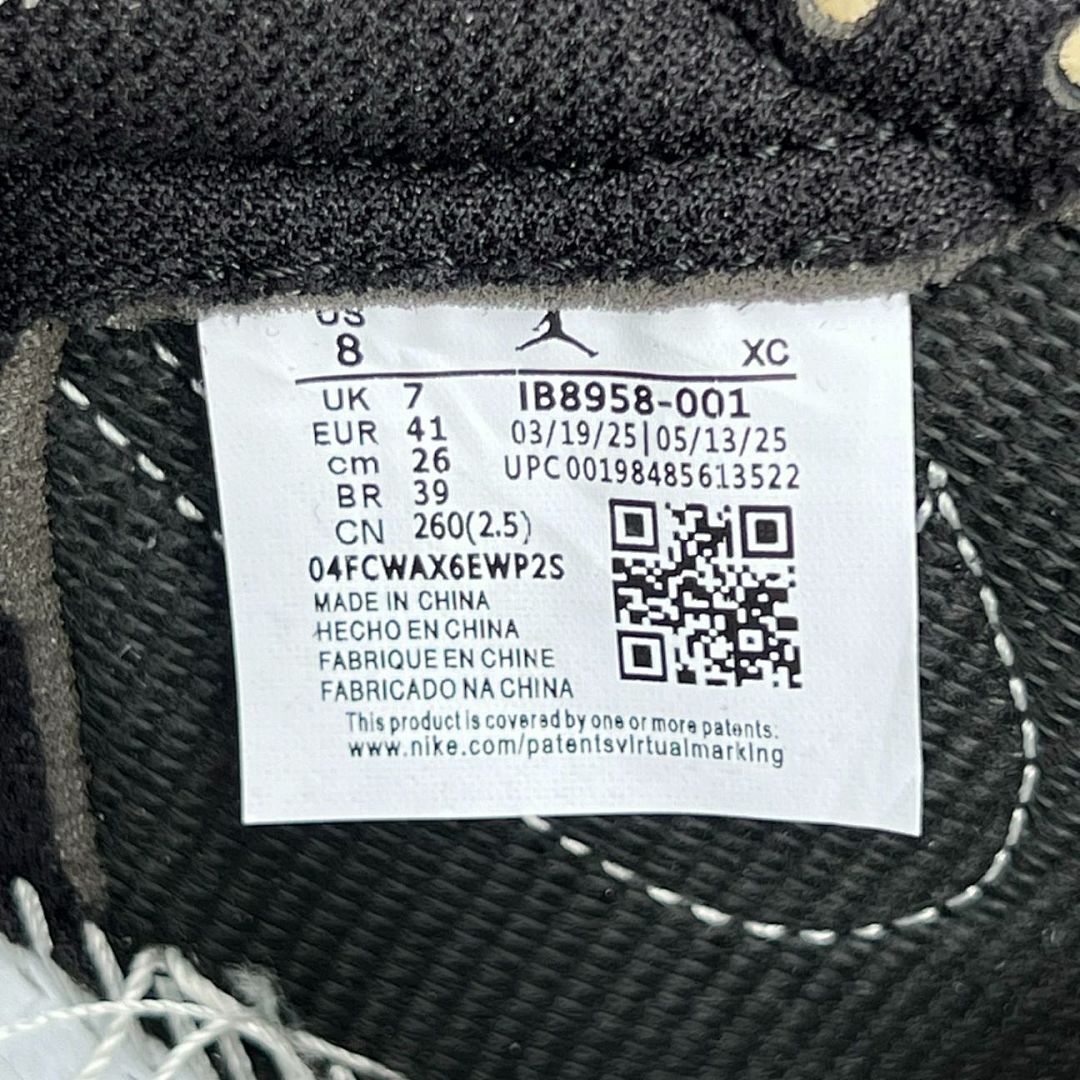 US
8
XC
UK 7
EUR 41
cm 26
BR 39
CN 260(2.5)
IB8958-001
03/19/25|05/13/25
UPC00198485613522
04FCWAX6EWP2S
MADE IN CHINA
HECHO EN CHINA
FABRIQUE EN CHINE
FABRICADO NA CHINA
This product is covered by one or more patents:
www.nike.com/patentsvirtualmarking